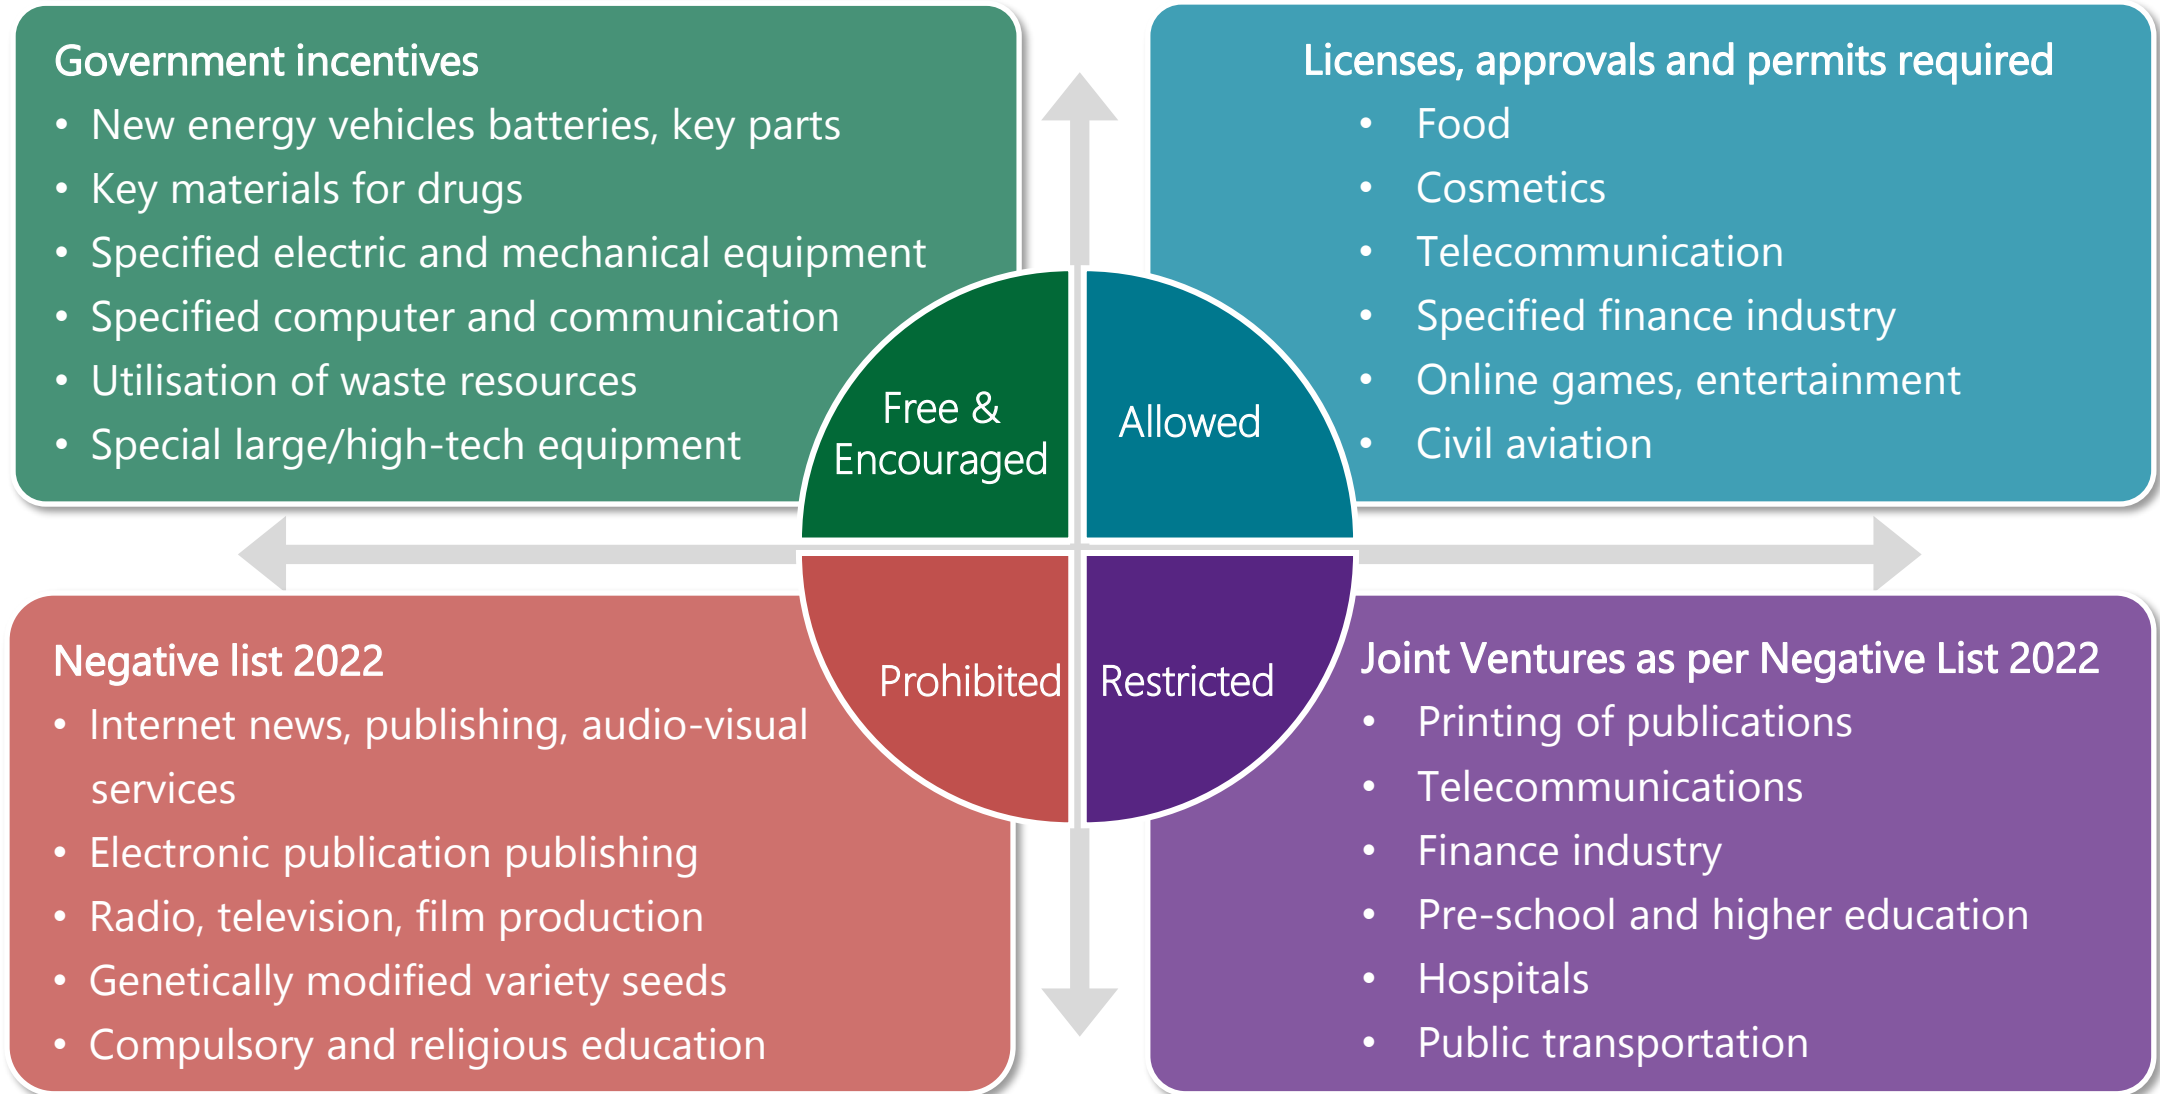 Government incentives
• New energy vehicles batteries, key parts
• Key materials for drugs
• Specified electric and mechanical equipment
• Specified computer and communication
• Utilisation of waste resources
• Special large/high-tech equipment
Licenses, approvals and permits required
• Food
• Cosmetics
• Telecommunication
• Specified finance industry
• Online games, entertainment
• Civil aviation
Free &
Encouraged
Allowed
Prohibited
Restricted
Negative list 2022
• Internet news, publishing, audio-visual
services
• Electronic publication publishing
• Radio, television, film production
• Genetically modified variety seeds
• Compulsory and religious education
Joint Ventures as per Negative List 2022
• Printing of publications
• Telecommunications
• Finance industry
• Pre-school and higher education
• Hospitals
• Public transportation